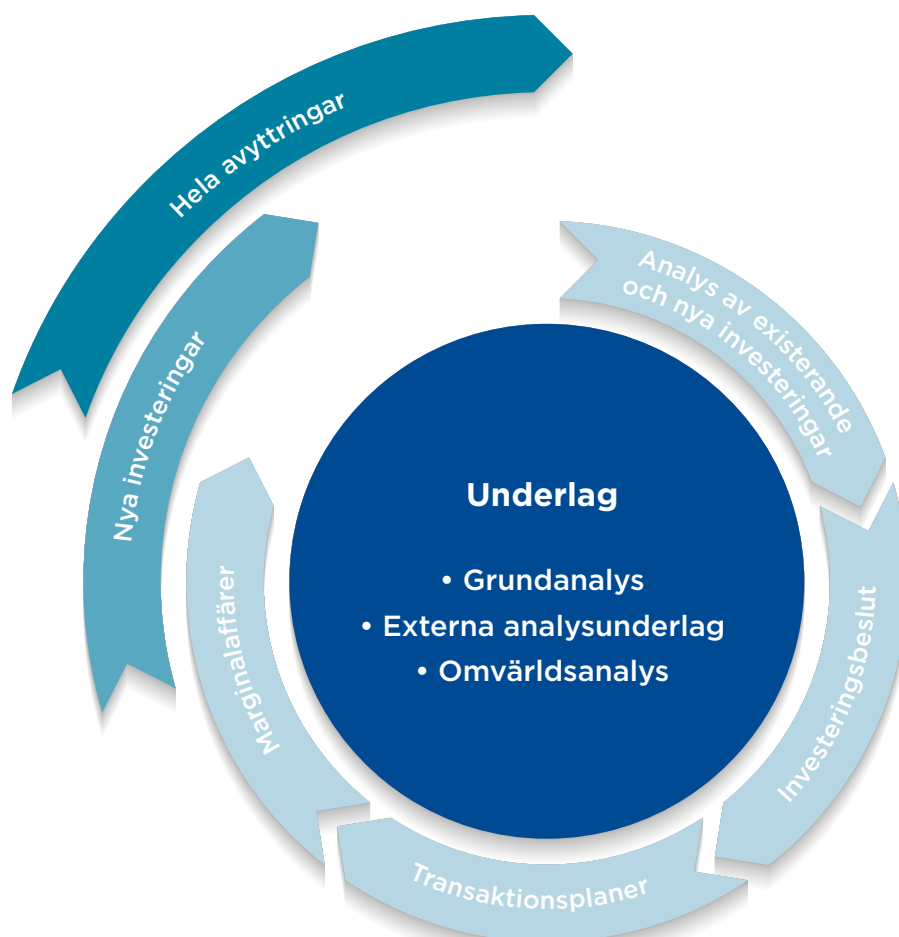 Hela avyttringar
Nya investeringar
Analys av existerande
och nya investeringar
Underlag
• Grundanalys
• Externa analysunderlag
• Omvärldsanalys
Investeringsbeslut
Transaktionsplaner
Marginalaffärer